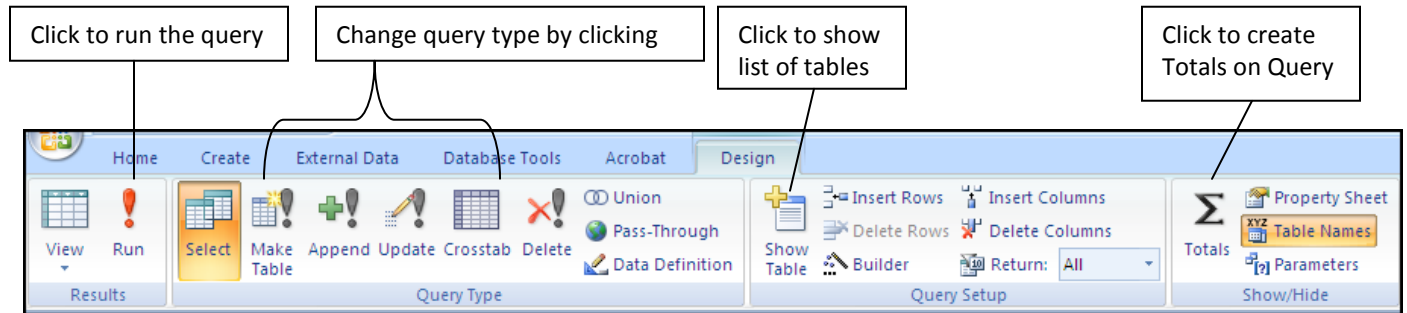 Click to run the query
Change query type by clicking
Click to show
list of tables
Click to create
Totals on Query
Home Create External Data Database Tools Acrobat Design
View
Run
Results
Select
Make
Table
Append
Update
Crosstab
Delete
Union
Pass-Through
Data Definition
Query Type
Show
Table
Insert Rows
Delete Rows
Builder
Insert Columns
Delete Columns
Return: All
Query Setup
Σ
Totals
Property Sheet
XYZ
Table Names
[?] Parameters
Show/Hide